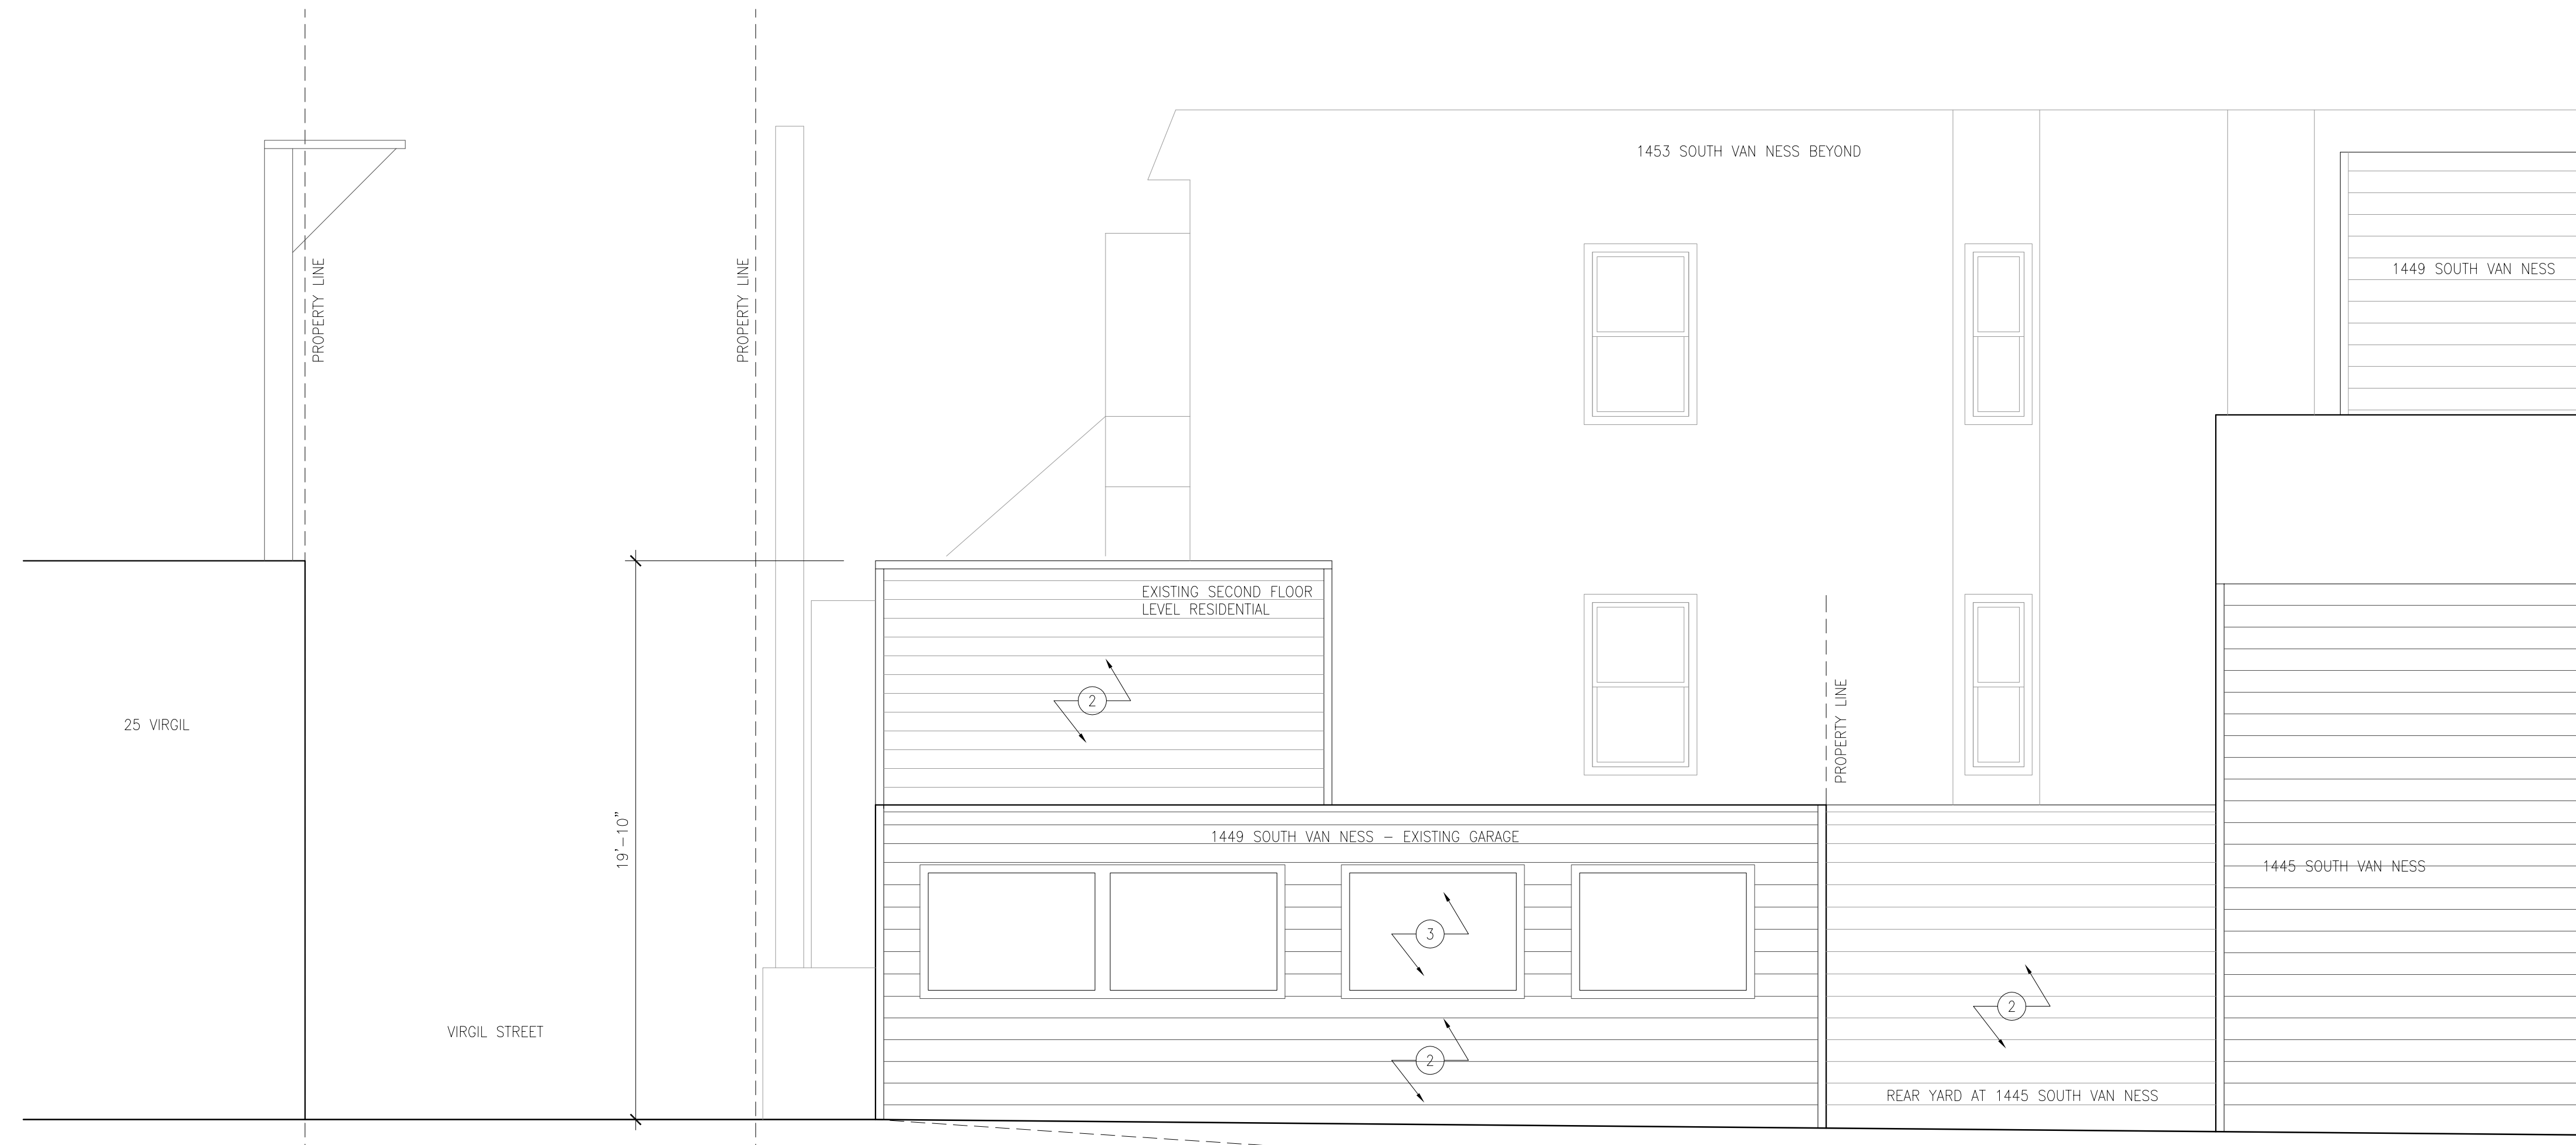 1453 SOUTH VAN NESS BEYOND
1449 SOUTH VAN NESS
PROPERTY LINE
PROPERTY LINE
EXISTING SECOND FLOOR
LEVEL RESIDENTIAL
2
25 VIRGIL
PROPERTY LINE
19'-10"
1449 SOUTH VAN NESS - EXISTING GARAGE
1445 SOUTH VAN NESS
3
2
2
VIRGIL STREET
REAR YARD AT 1445 SOUTH VAN NESS